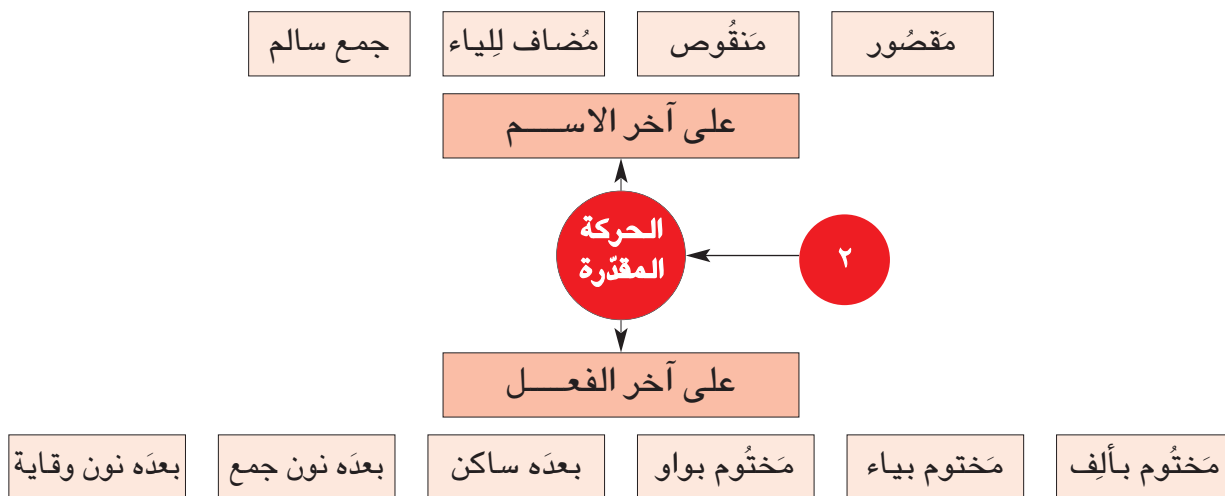 مَقصُور
مَنقُوص
مُضاف لِلياء
جمع سالم
على آخر الاســـم
الحركة
المقدّرة
٢
على آخر الفعـــل
مَختُوم بألِف
مَختوم بياء
مَختُوم بواو
بعدَه ساكن
بعدَه نون جمع
بعدَه نون وقاية